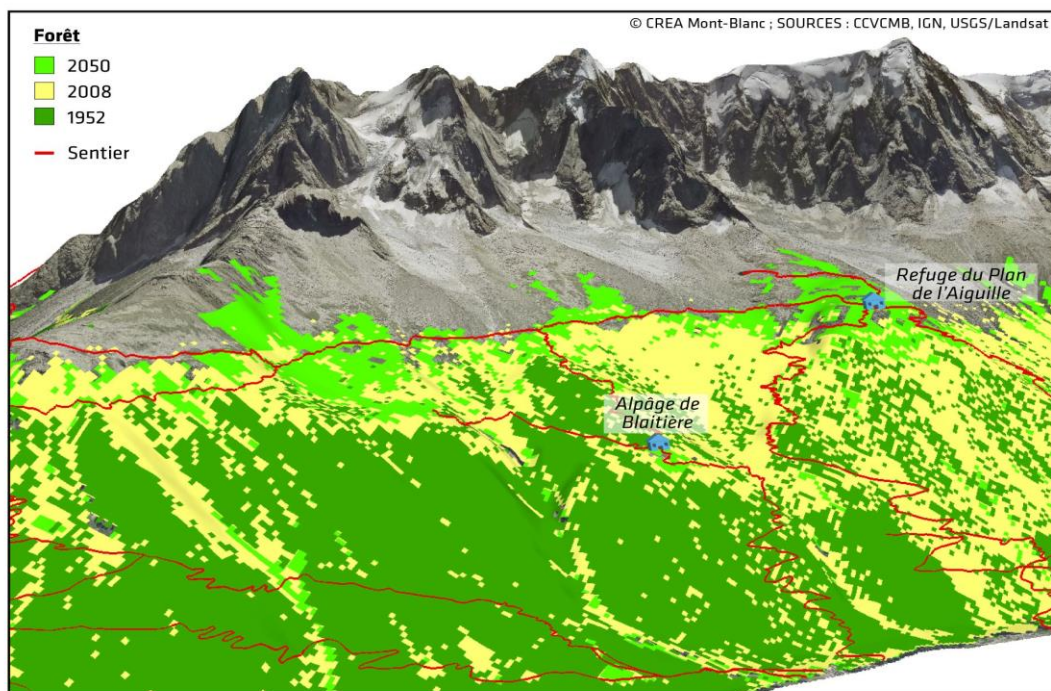 © CREA Mont-Blanc ; SOURCES : CCVCMB, IGN, USGS/Landsat
Forêt
2050
2008
1952
Sentier
Refuge du Plan
de l'Aiguille
Alpâge de
Blaitière